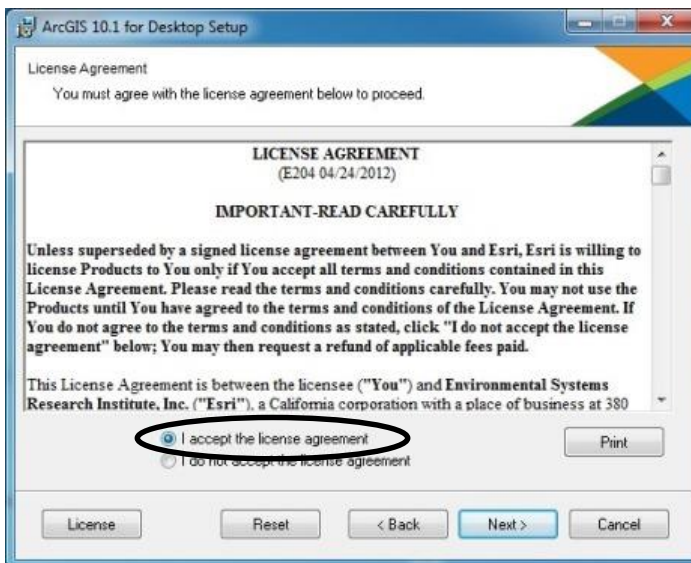 ArcGIS 10.1 for Desktop Setup
License Agreement
You must agree with the license agreement below to proceed.
LICENSE AGREEMENT
(E204 04/24/2012)
IMPORTANT-READ CAREFULLY
Unless superseded by a signed license agreement between You and Esri, Esri is willing to
license Products to You only if You accept all terms and conditions contained in this
License Agreement. Please read the terms and conditions carefully. You may not use the
Products until You have agreed to the terms and conditions of the License Agreement. If
You do not agree to the terms and conditions as stated, click "I do not accept the license
agreement" below; You may then request a refund of applicable fees paid.
This License Agreement is between the licensee ("You") and Environmental Systems
Research Institute, Inc. ("Esri"), a California corporation with a place of business at 380
I accept the license agreement
I do not accept the license agreement
Print
License
Reset
< Back
Next >
Cancel